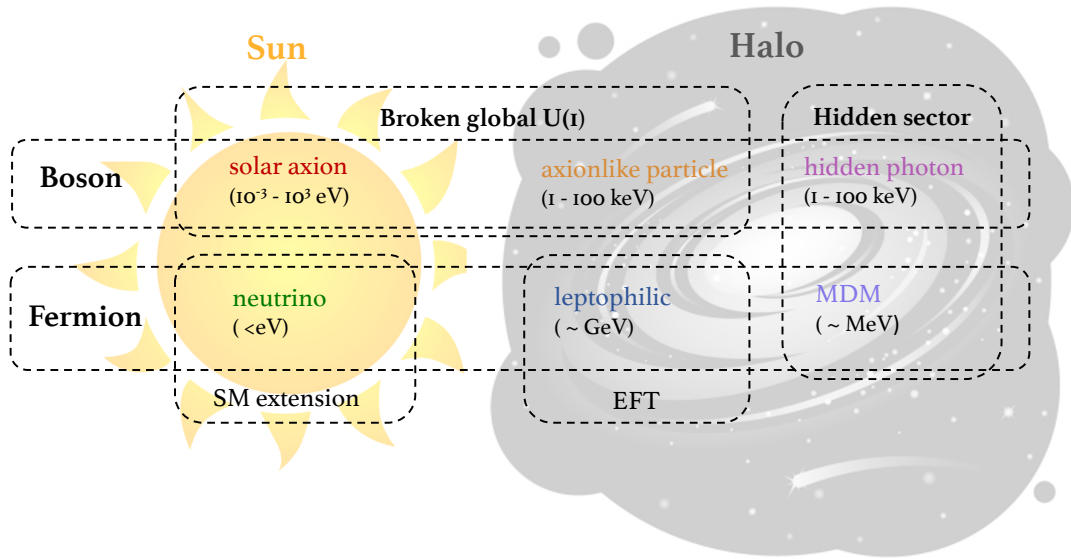 Sun
Halo
Broken global U(1)
Hidden sector
Boson
solar axion
(10⁻³ - 10³ eV)
axionlike particle
(1 - 100 keV)
hidden photon
(1 - 100 keV)
Fermion
neutrino
( <eV)
leptophilic
( ~ GeV)
MDM
( ~ MeV)
SM extension
EFT